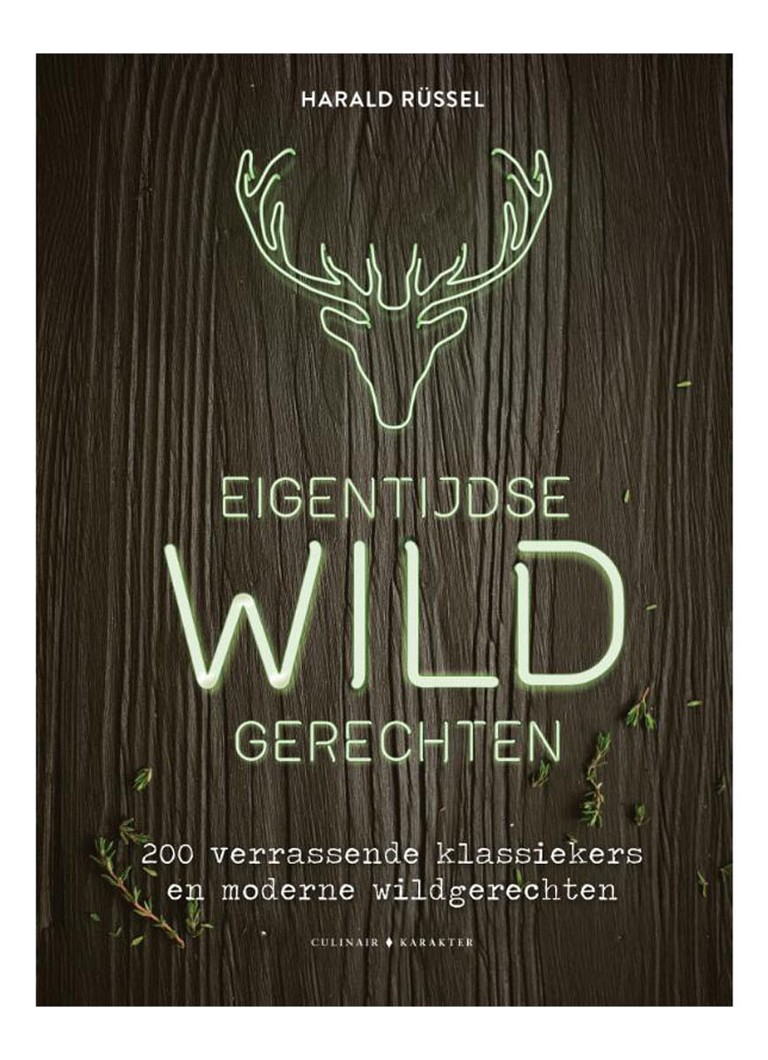 HARALD RÜSSEL
EIGENTIJDSE
WILD
GERECHTEN
200 verrassende klassiekers
en moderne wildgerechten
CULINAIR ♦ KARAKTER